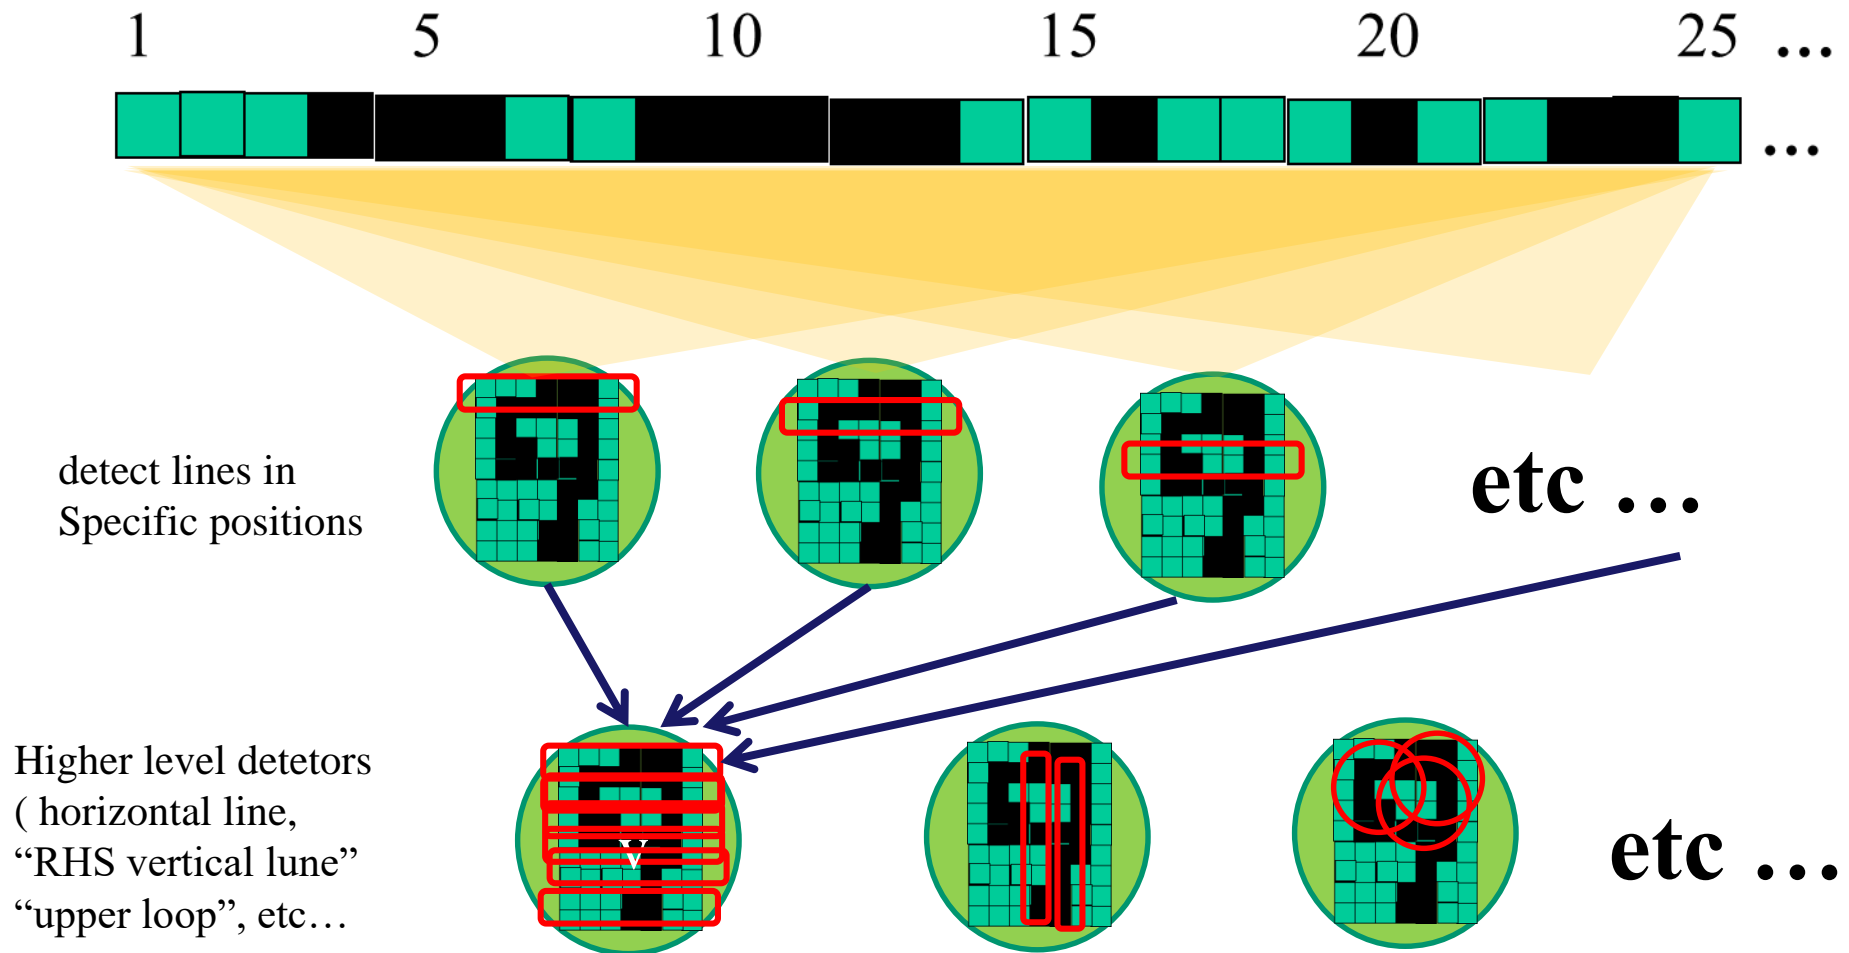 1 5 10 15 20 25 …
…
detect lines in
Specific positions
etc …
Higher level detetors
( horizontal line,
“RHS vertical lune”
“upper loop”, etc…
v
etc …